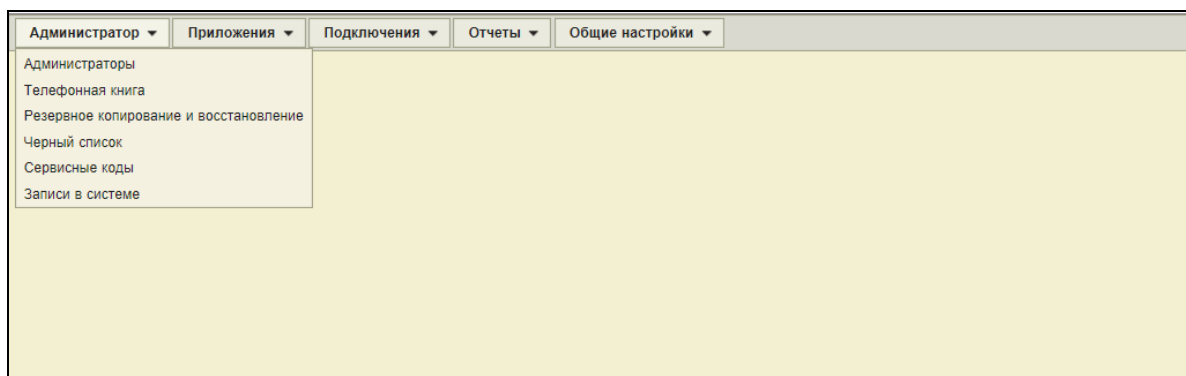 Администратор Приложения Подключения Отчеты Общие настройки
Администраторы
Телефонная книга
Резервное копирование и восстановление
Черный список
Сервисные коды
Записи в системе